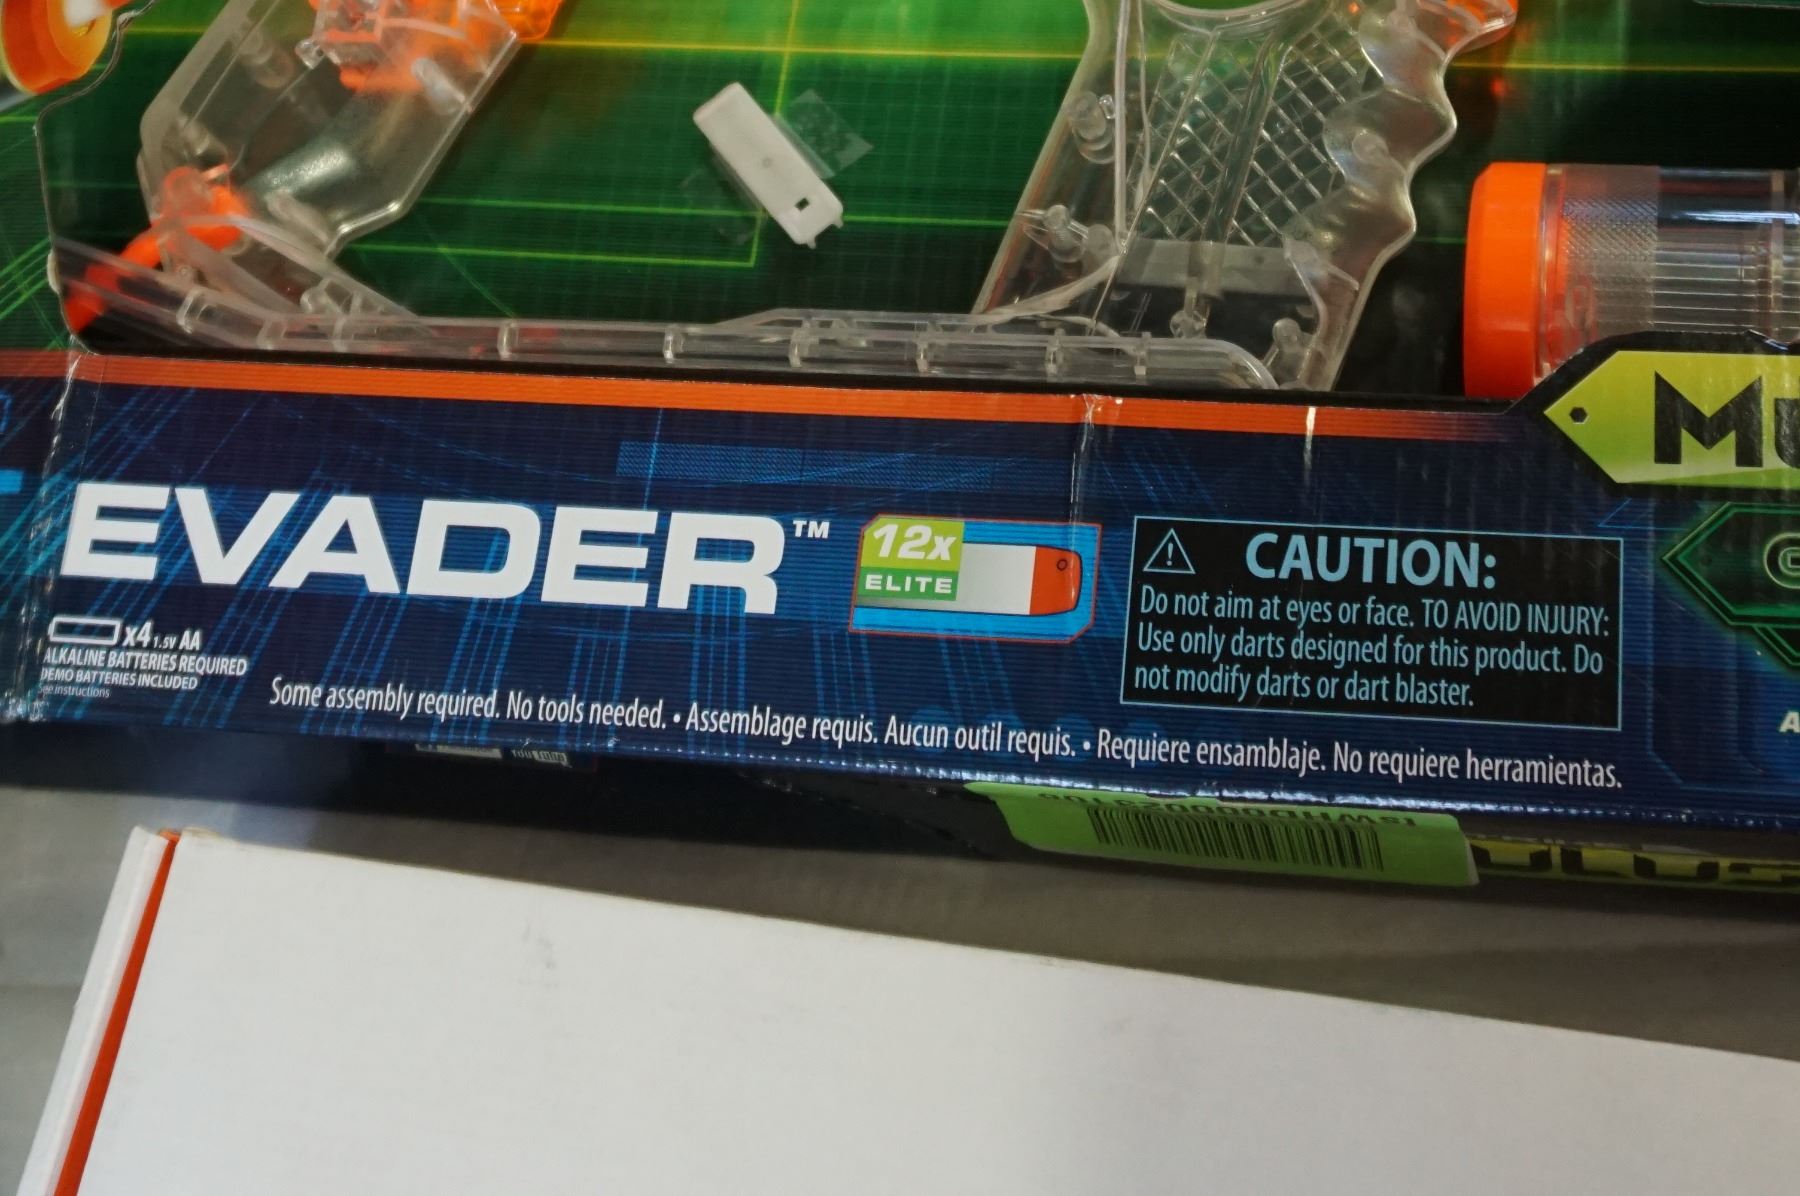 EVADER™
12x
ELITE
x4 1.5V AA
ALKALINE BATTERIES REQUIRED
DEMO BATTERIES INCLUDED
See instructions
Some assembly required. No tools needed. • Assemblage requis. Aucun outil requis. • Requiere ensamblaje. No requiere herramientas.
CAUTION:
Do not aim at eyes or face. TO AVOID INJURY:
Use only darts designed for this product. Do
not modify darts or dart blaster.